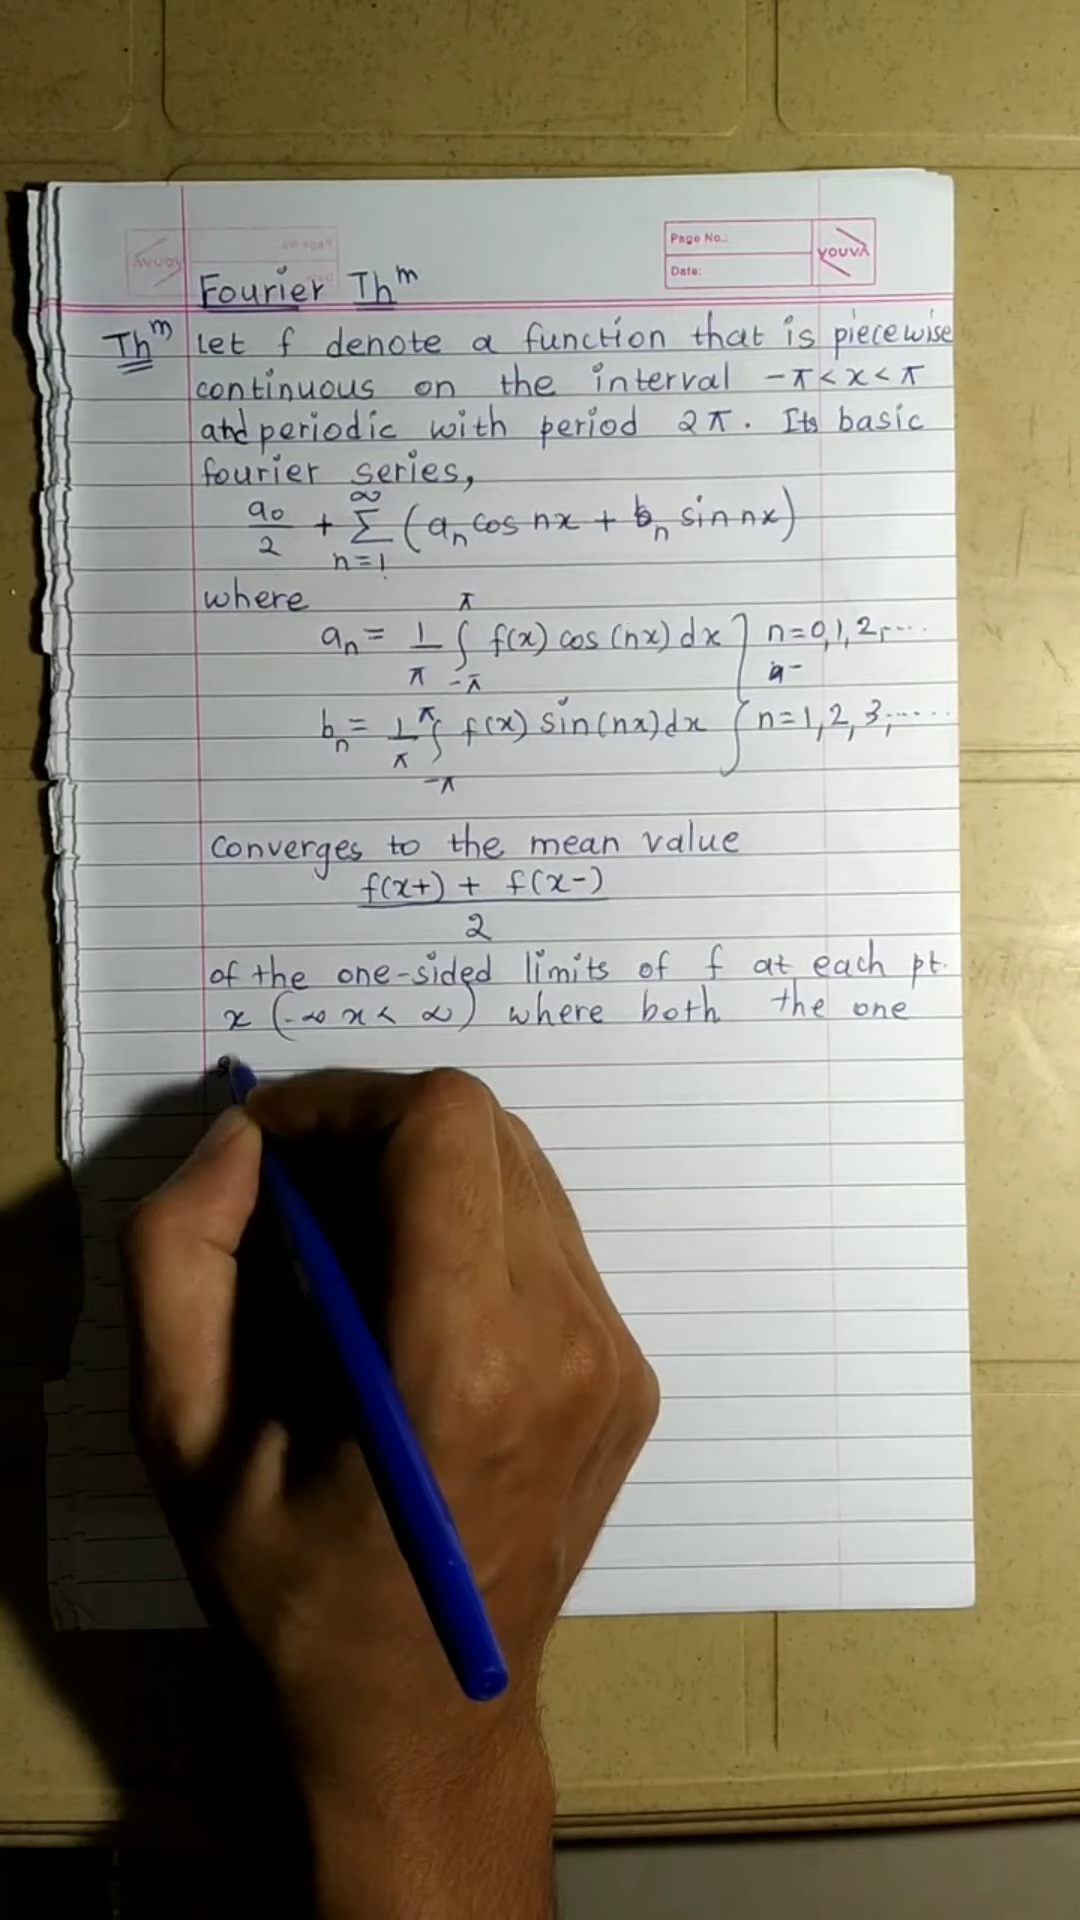 Page No.:
Date:
YOUVA
Fourier Thᵐ
Thᵐ Let f denote a function that is piecewise
continuous on the interval -π<x<π
and periodic with period 2π. Its basic
fourier series,
a₀/2 + ∞Σn=1 (aₙ cos nx + bₙ sin nx)
where
aₙ = 1/π ∫_{-π}^{π} f(x) cos (nx) dx } n=0,1,2,....
bₙ = 1/π ∫_{-π}^{π} f(x) sin(nx) dx } n=1,2,3,.....
converges to the mean value
f(x+) + f(x-)
2
of the one-sided limits of f at each pt.
x (-∞ x < ∞) where both the one